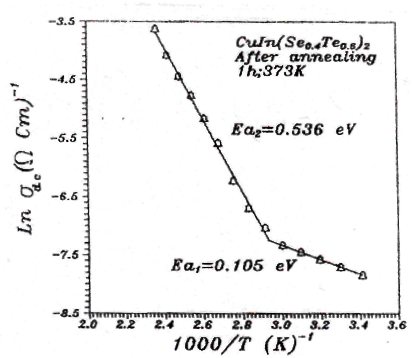 CuIn(Se₀.₄Te₀.₆)₂
After annealing
1h;373K
Ea₂=0.536 eV
Ea₁=0.105 eV
Ln σdc(Ω Cm)⁻¹
-3.5
-4.5
-5.5
-6.5
-7.5
-8.5
2.0 2.2 2.4 2.6 2.8 3.0 3.2 3.4 3.6
1000/T (K)⁻¹